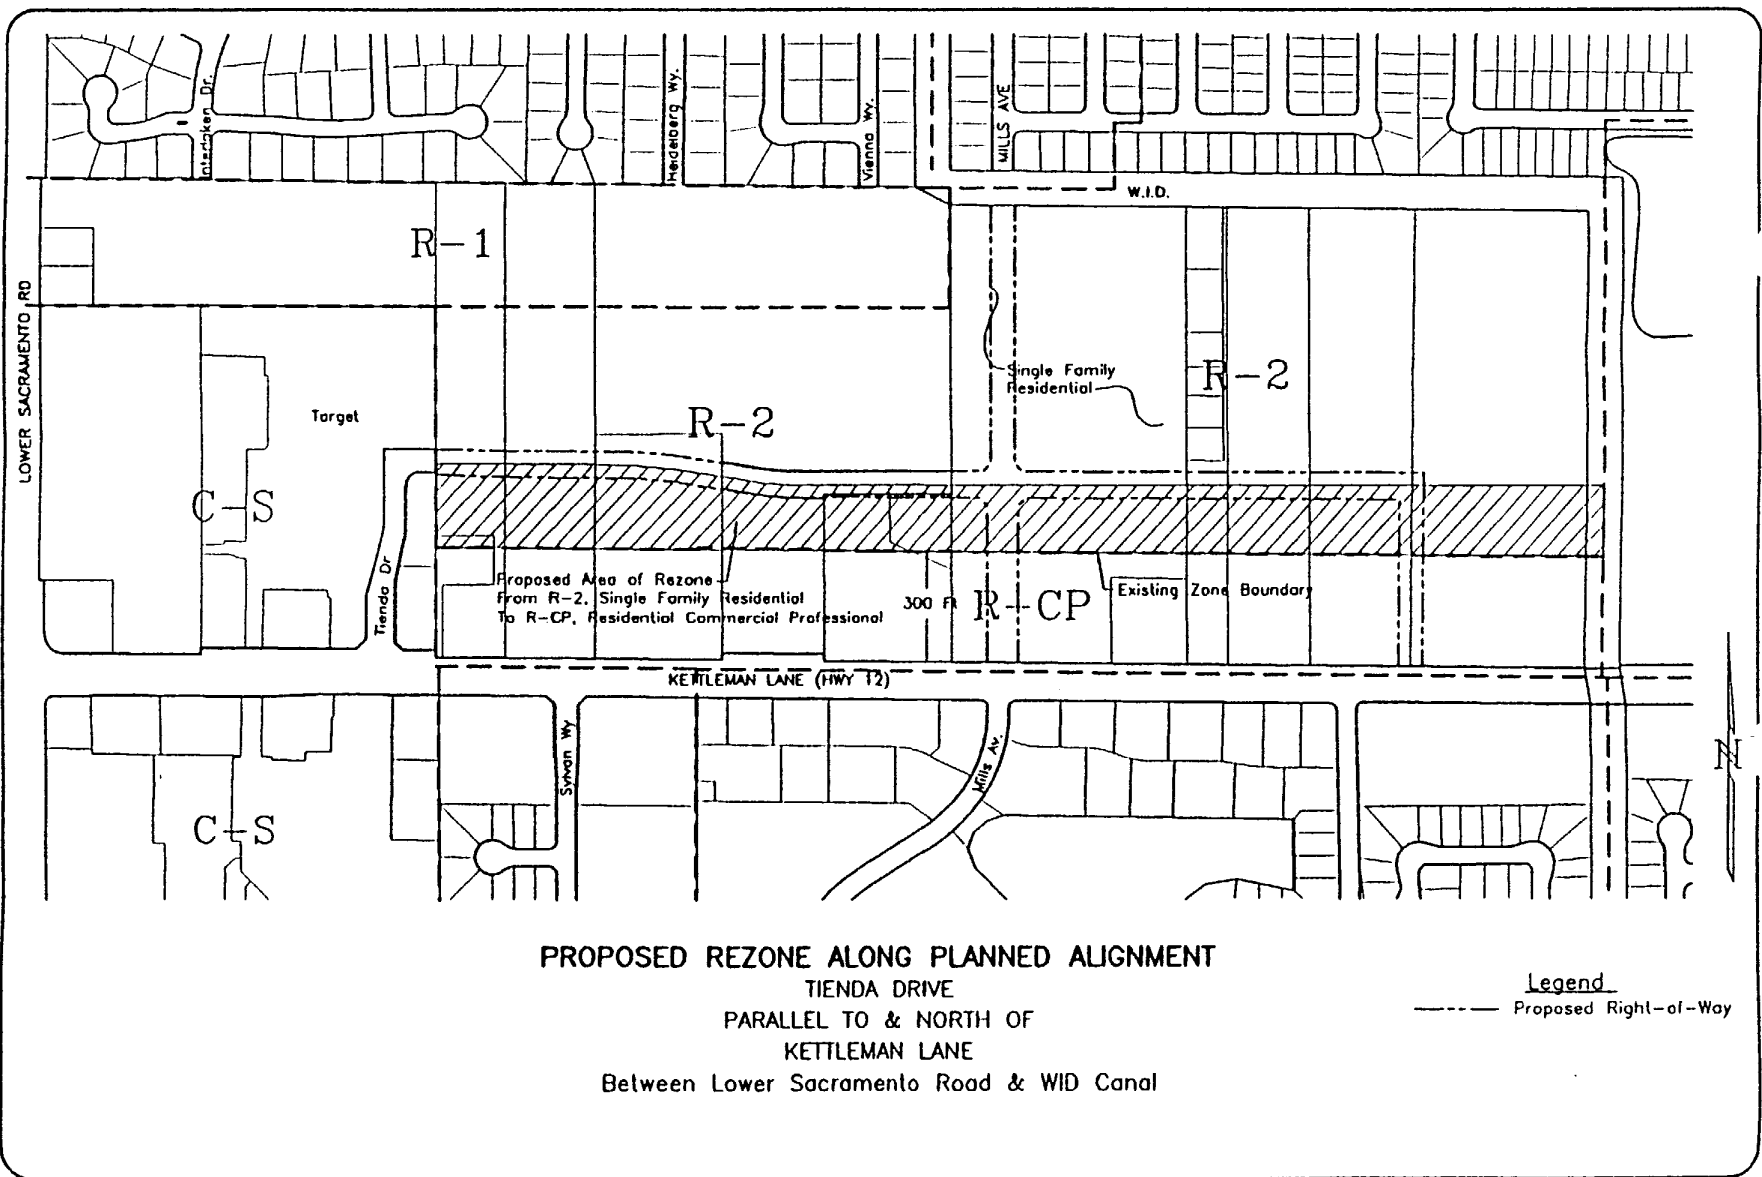 Interlaken Dr.
Heidelberg Wy.
Vienna Wy.
MILLS AVE
W.I.D.
R-1
LOWER SACRAMENTO RD
Single Family
Residential
R-2
Target
R-2
C-S
Tienda Dr
Proposed Area of Rezone
From R-2, Single Family Residential
To R-CP, Residential Commercial Professional
300 Ft
R-CP
Existing Zone Boundary
KETTLEMAN LANE (HWY 12)
Sylvan Wy
Mills Av.
N
C-S
PROPOSED REZONE ALONG PLANNED ALIGNMENT
TIENDA DRIVE
PARALLEL TO & NORTH OF
KETTLEMAN LANE
Between Lower Sacramento Road & WID Canal
Legend
Proposed Right-of-Way